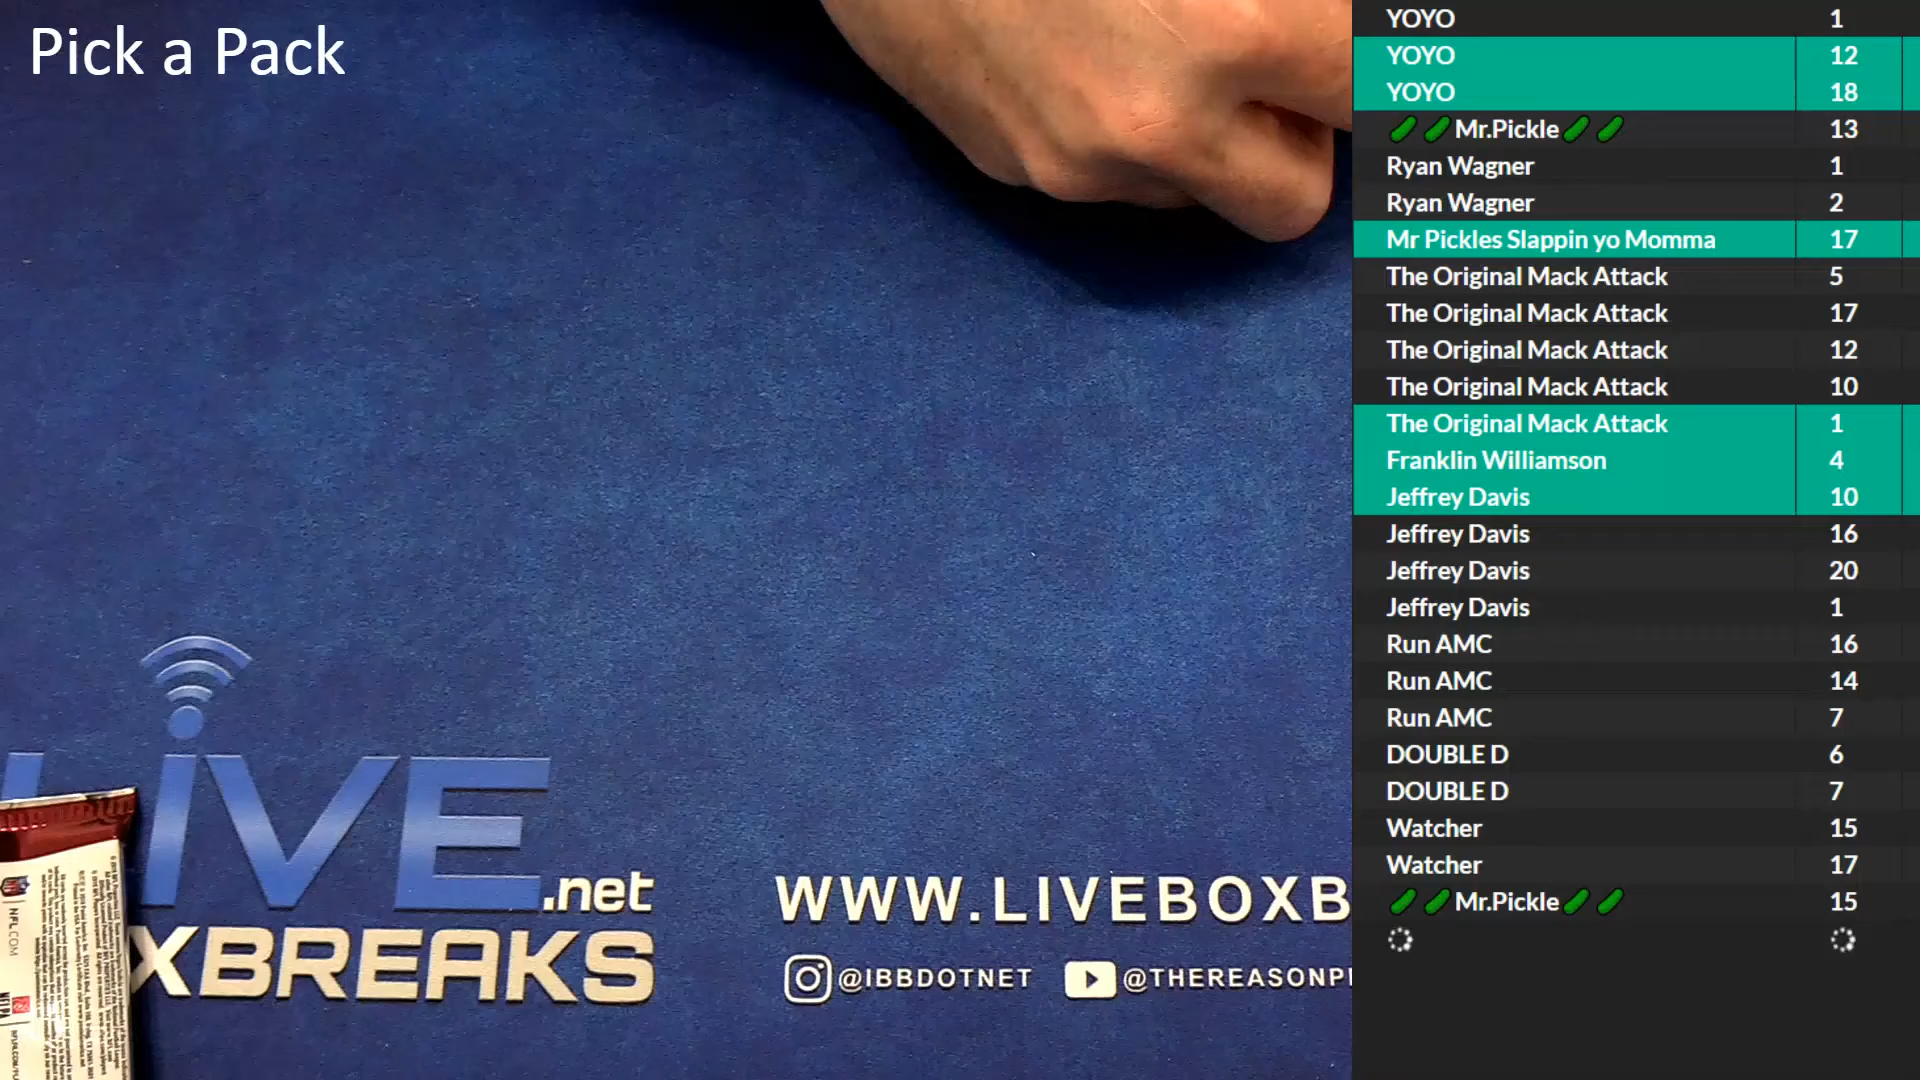 Pick a Pack
YOYO 1
YOYO 12
YOYO 18
Mr.Pickle 13
Ryan Wagner 1
Ryan Wagner 2
Mr Pickles Slappin yo Momma 17
The Original Mack Attack 5
The Original Mack Attack 17
The Original Mack Attack 12
The Original Mack Attack 10
The Original Mack Attack 1
Franklin Williamson 4
Jeffrey Davis 10
Jeffrey Davis 16
Jeffrey Davis 20
Jeffrey Davis 1
Run AMC 16
Run AMC 14
Run AMC 7
DOUBLE D 6
DOUBLE D 7
Watcher 15
Watcher 17
Mr.Pickle 15
LIVE.net
XBREAKS
WWW.LIVEBOXB
@IBBDOTNET @THEREASONP
NFL.COM